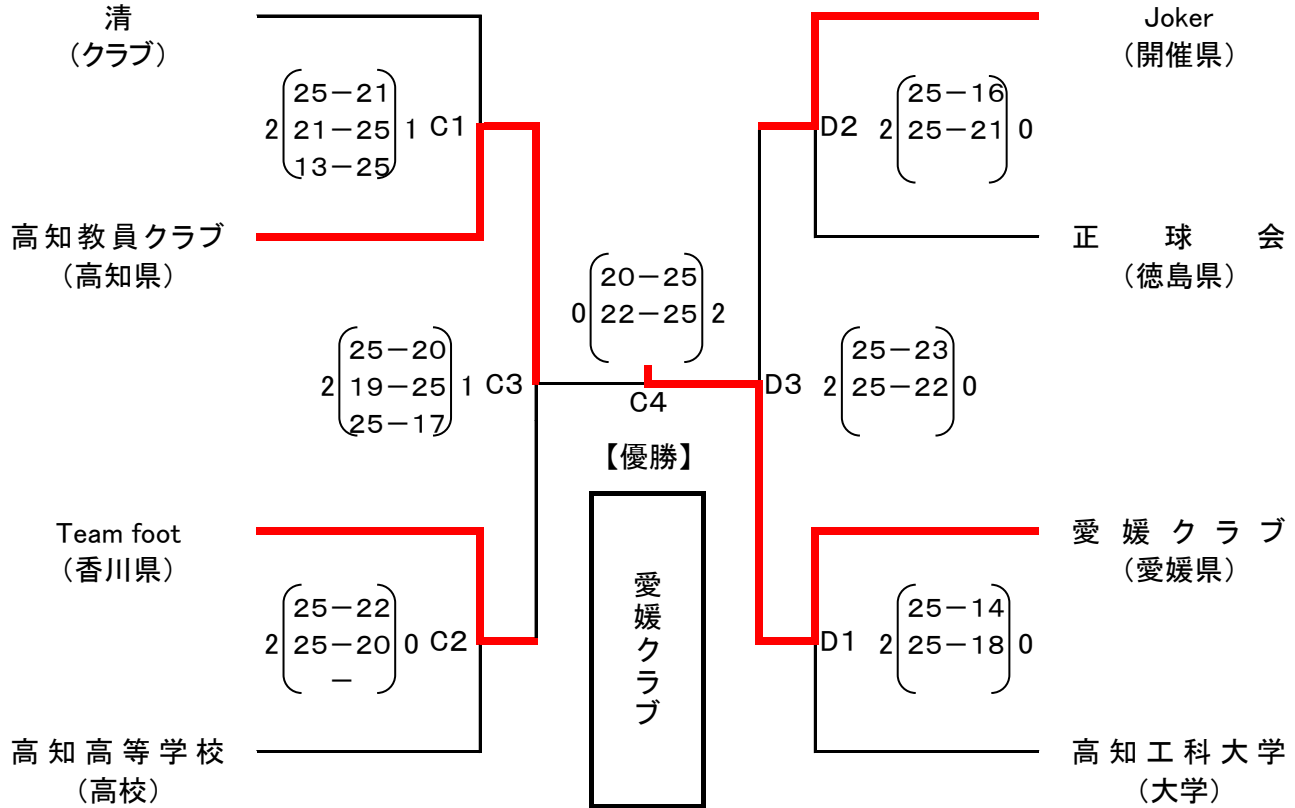 清
（クラブ）
Joker
（開催県）
25－21
2 21－25 1 C1
13－25
25－16
D2 2 25－21 0
高知教員クラブ
（高知県）
正球会
（徳島県）
20－25
0 22－25 2
25－20
2 19－25 1 C3
25－17
C4
25－23
D3 2 25－22 0
【優勝】
愛媛クラブ
Team foot
（香川県）
愛媛クラブ
（愛媛県）
25－22
2 25－20 0 C2
－
25－14
D1 2 25－18 0
高知高等学校
（高校）
高知工科大学
（大学）